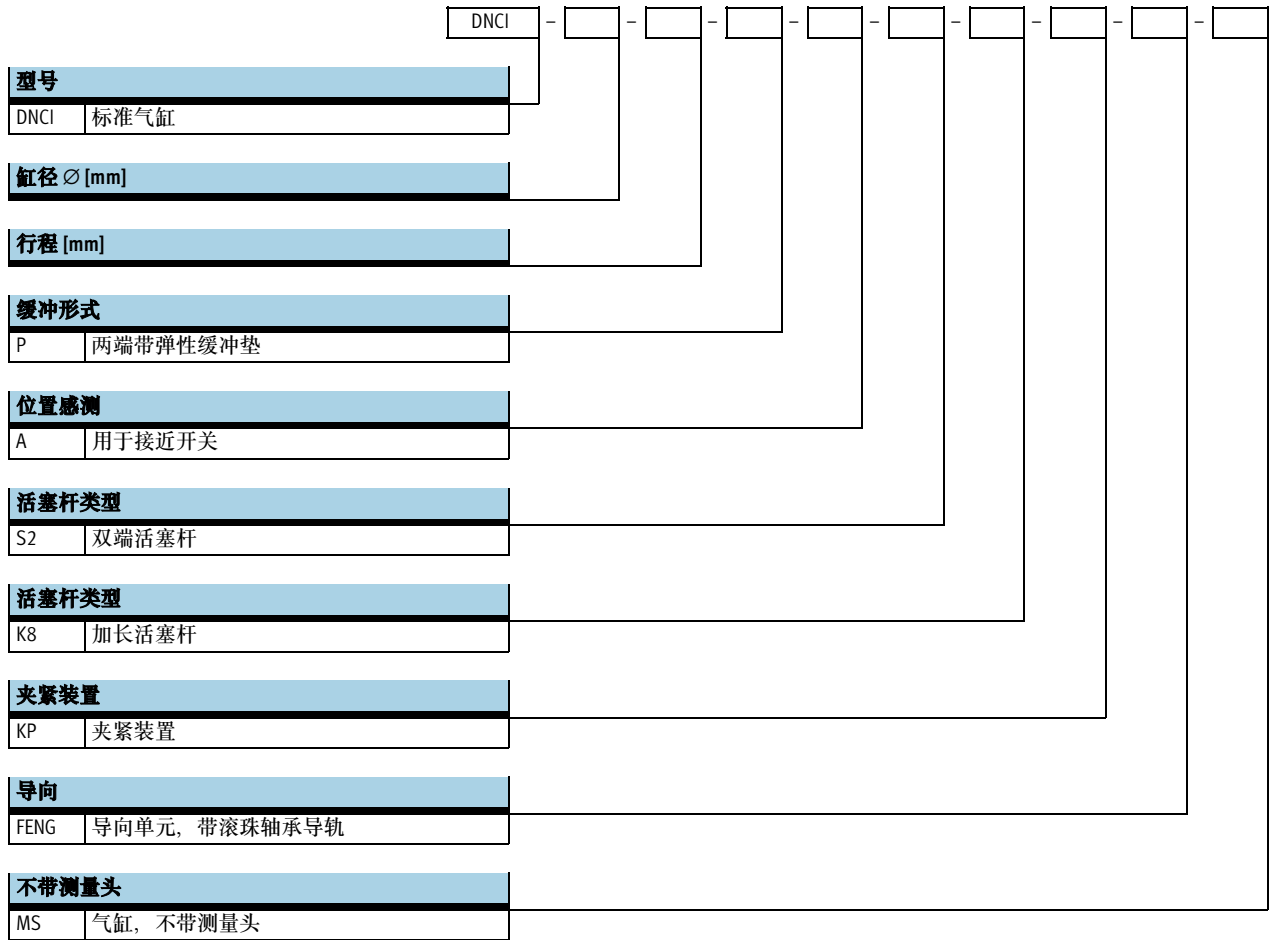 DNCI – – – – – – – – –
型号
DNCI 标准气缸
缸径 ∅ [mm]
行程 [mm]
缓冲形式
P 两端带弹性缓冲垫
位置感测
A 用于接近开关
活塞杆类型
S2 双端活塞杆
活塞杆类型
K8 加长活塞杆
夹紧装置
KP 夹紧装置
导向
FENG 导向单元，带滚珠轴承导轨
不带测量头
MS 气缸，不带测量头